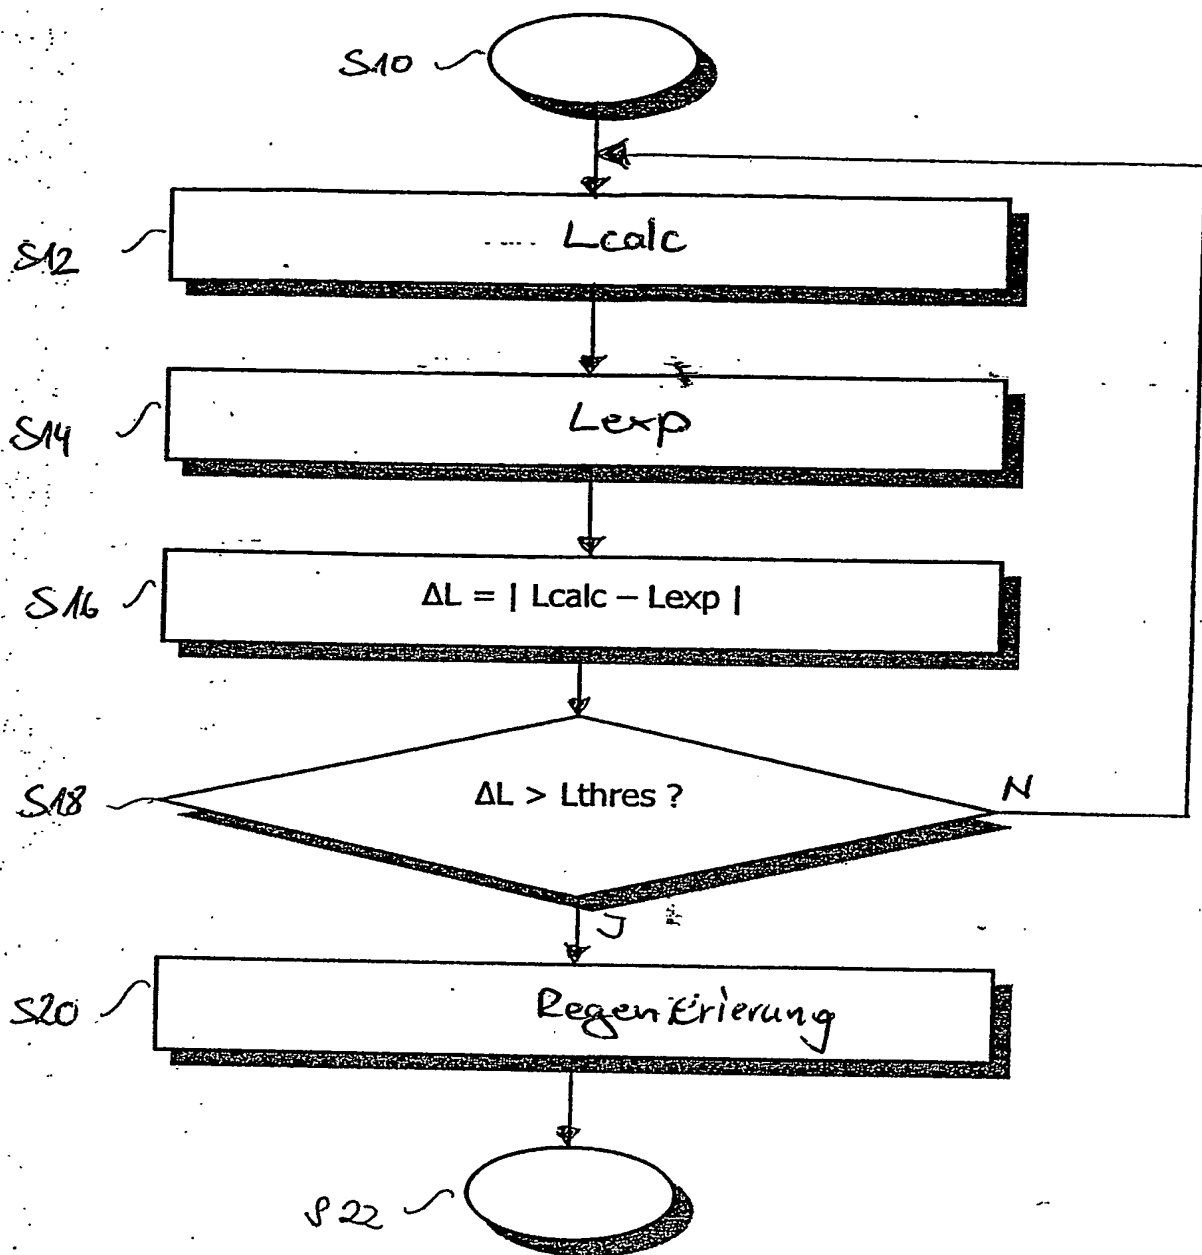 S10
S12
Lcalc
S14
Lexp
S16
ΔL = | Lcalc – Lexp |
S18
ΔL > Lthres ?
N
J
S20
Regenerierung
S22